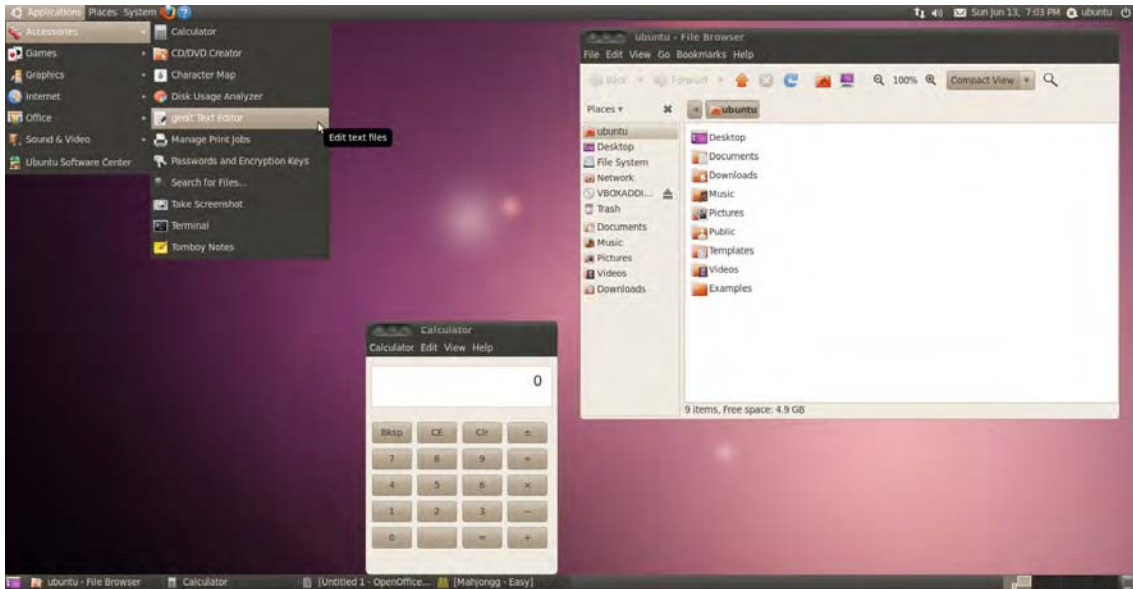 Applications Places System
Sun Jun 13, 7:03 PM ubuntu
Accessories
Games
Graphics
Internet
Office
Sound & Video
Ubuntu Software Center
Calculator
CD/DVD Creator
Character Map
Disk Usage Analyzer
gedit Text Editor
Manage Print Jobs
Passwords and Encryption Keys
Search for Files...
Take Screenshot
Terminal
Tomboy Notes
Edit text files
ubuntu - File Browser
File Edit View Go Bookmarks Help
Back Forward 100% Compact View
Places ubuntu
ubuntu
Desktop
File System
Network
VBOXADDI...
Trash
Documents
Music
Pictures
Videos
Downloads
Desktop
Documents
Downloads
Music
Pictures
Public
Templates
Videos
Examples
9 items, Free space: 4.9 GB
Calculator
Calculator Edit View Help
0
Bksp CE Clr ±
7 8 9 ÷
4 5 6 ×
1 2 3 −
0 . = +
ubuntu - File Browser Calculator [Untitled 1 - OpenOffice... [Mahjongg - Easy]